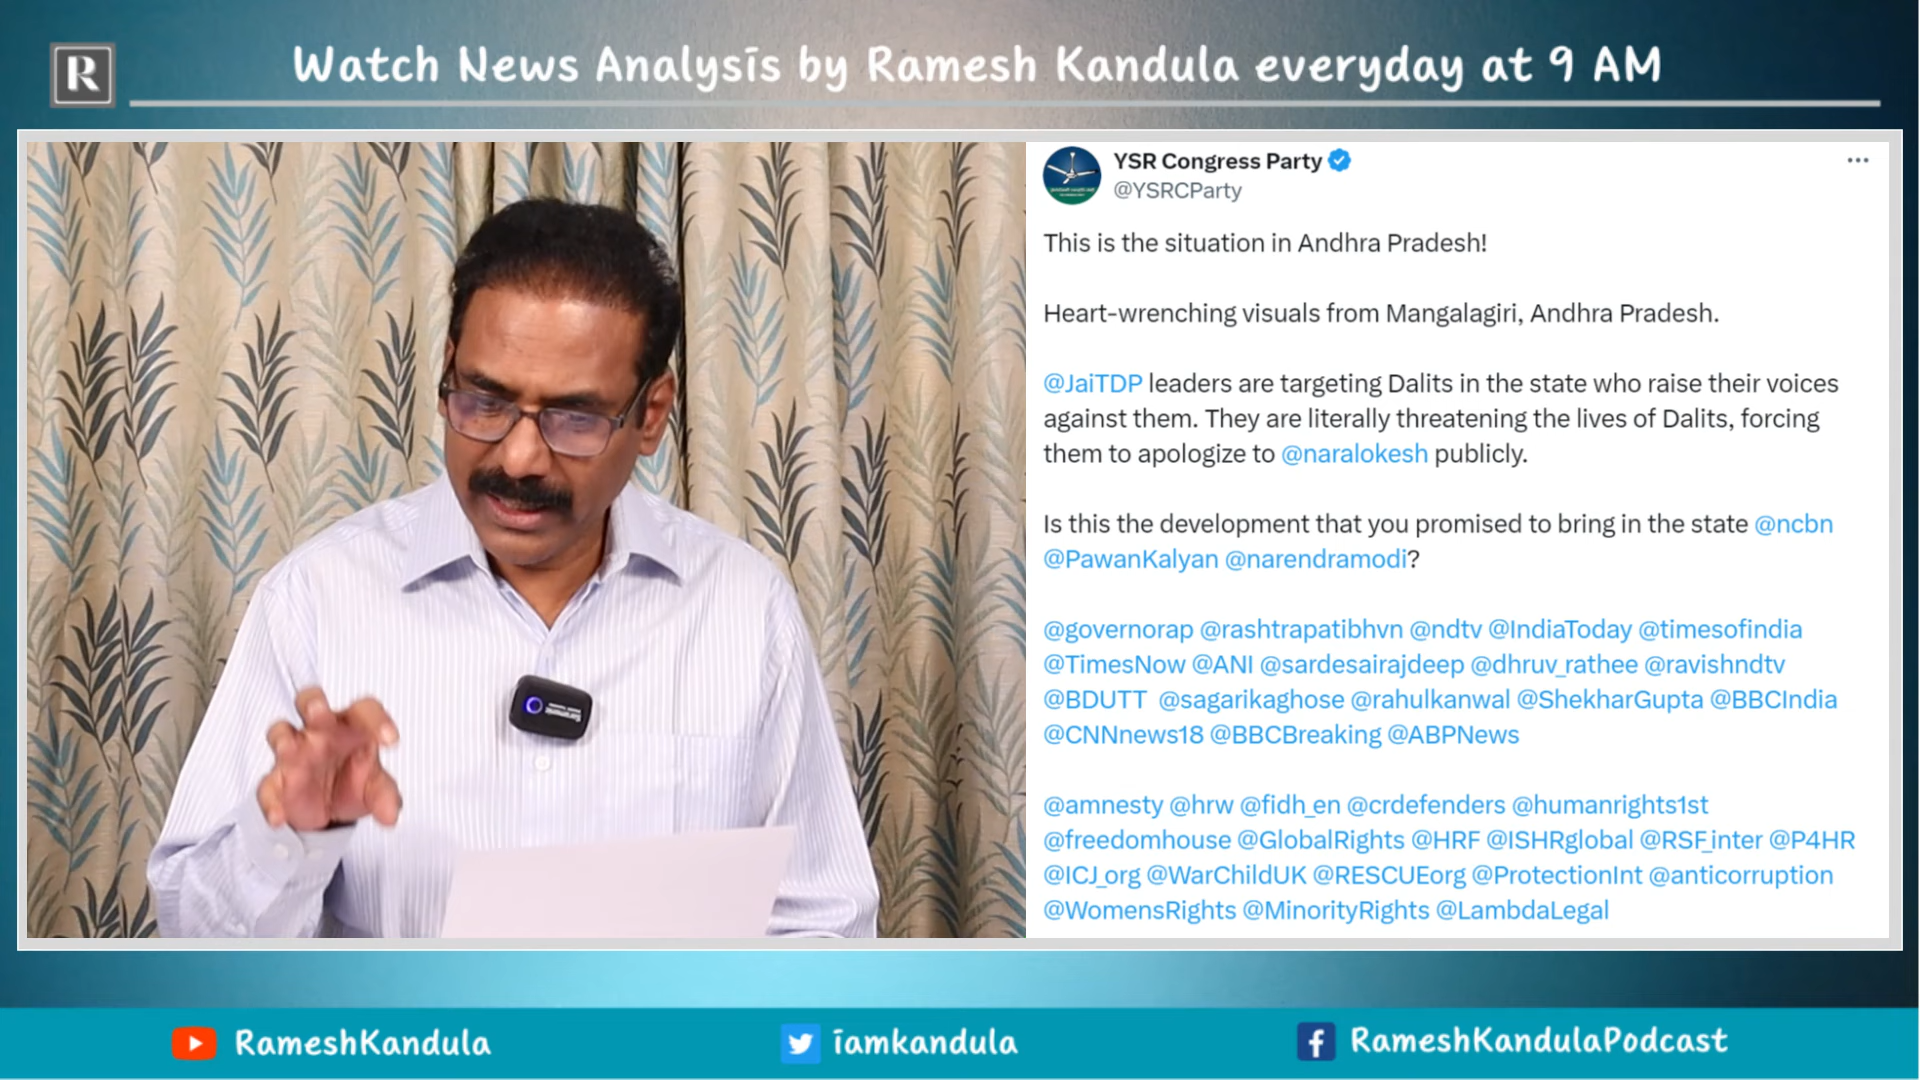 R
Watch News Analysis by Ramesh Kandula everyday at 9 AM
YSR Congress Party
@YSRCParty
This is the situation in Andhra Pradesh!
Heart-wrenching visuals from Mangalagiri, Andhra Pradesh.
@JaiTDP leaders are targeting Dalits in the state who raise their voices
against them. They are literally threatening the lives of Dalits, forcing
them to apologize to @naralokesh publicly.
Is this the development that you promised to bring in the state @ncbn
@PawanKalyan @narendramodi?
@governorap @rashtrapatibhvn @ndtv @IndiaToday @timesofindia
@TimesNow @ANI @sardesairajdeep @dhruv_rathee @ravishndtv
@BDUTT @sagarikaghose @rahulkanwal @ShekharGupta @BBCIndia
@CNNnews18 @BBCBreaking @ABPNews
@amnesty @hrw @fidh_en @crdefenders @humanrights1st
@freedomhouse @GlobalRights @HRF @ISHRglobal @RSF_inter @P4HR
@ICJ_org @WarChildUK @RESCUEorg @ProtectionInt @anticorruption
@WomensRights @MinorityRights @LambdaLegal
RameshKandula
iamkandula
RameshKandulaPodcast